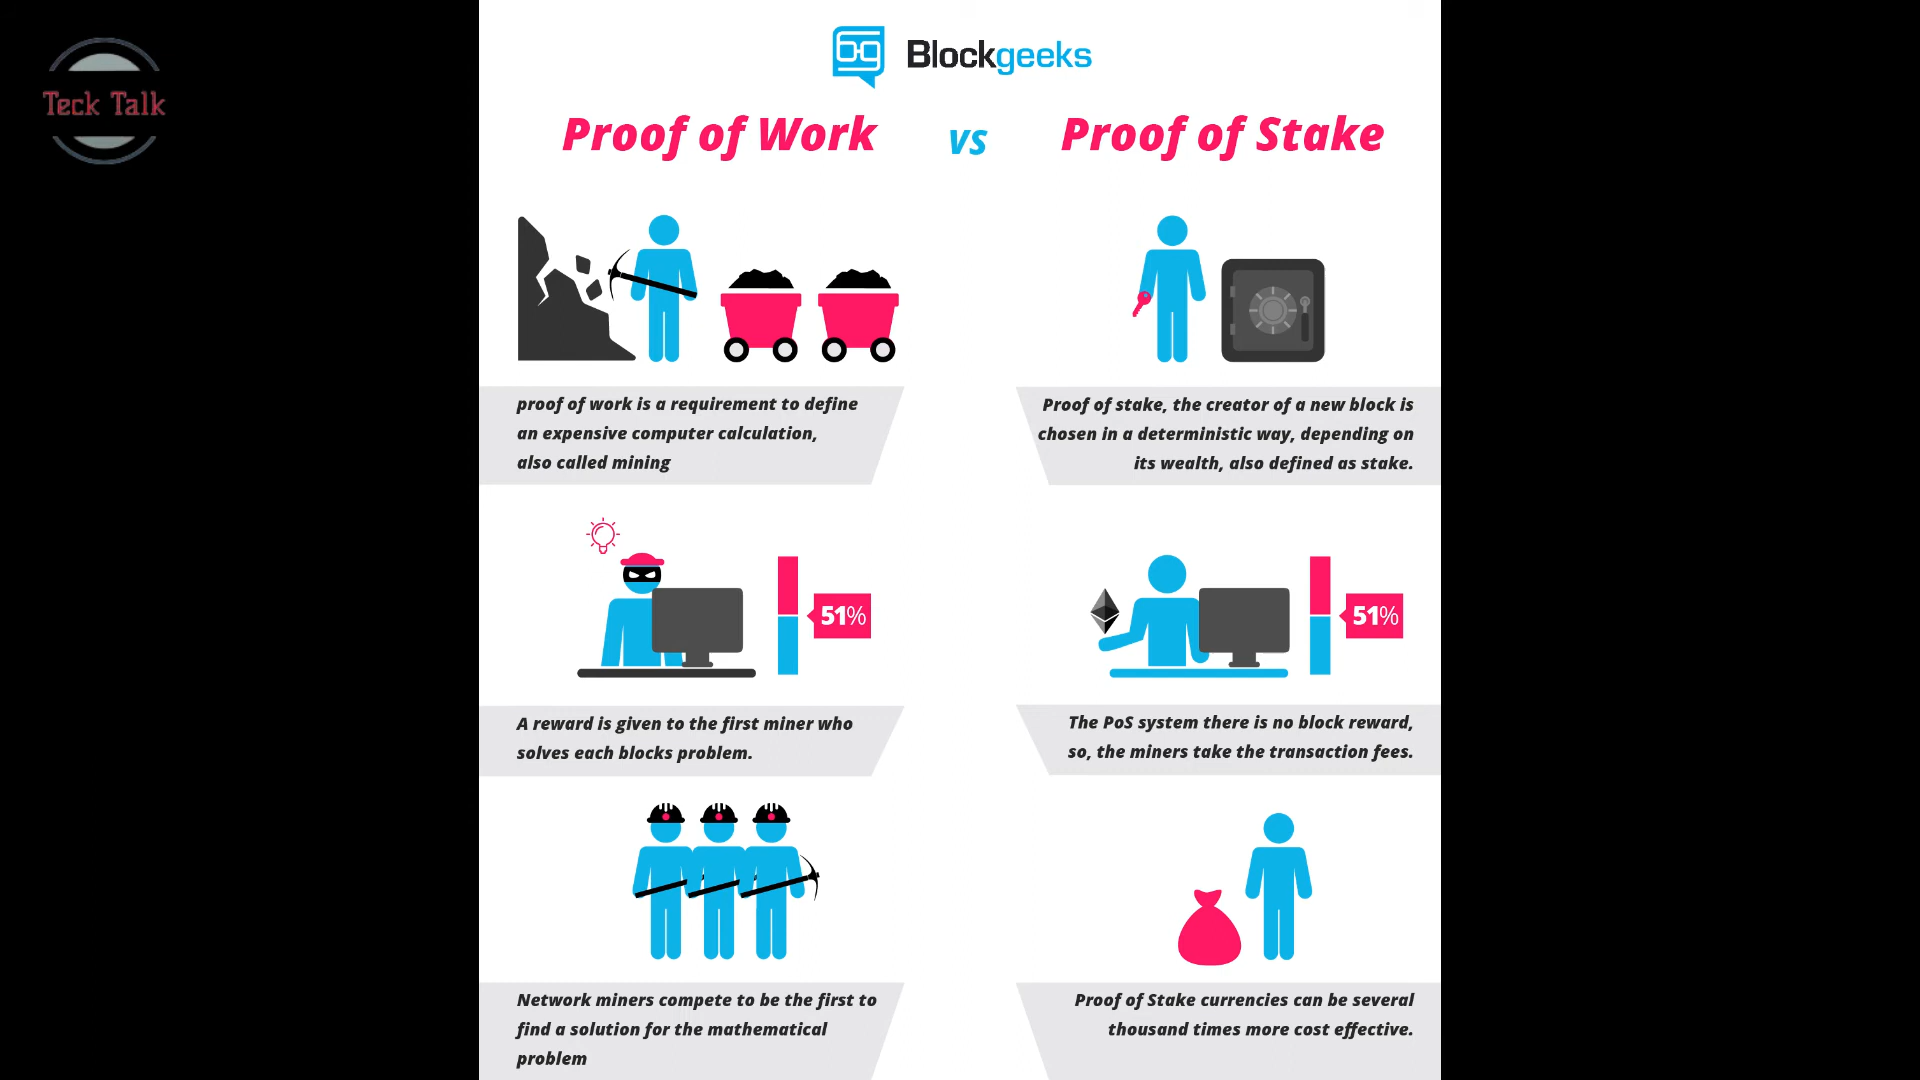 Teck Talk
Blockgeeks
Proof of Work vs Proof of Stake
proof of work is a requirement to define
an expensive computer calculation,
also called mining
Proof of stake, the creator of a new block is
chosen in a deterministic way, depending on
its wealth, also defined as stake.
51%
51%
A reward is given to the first miner who
solves each blocks problem.
The PoS system there is no block reward,
so, the miners take the transaction fees.
Network miners compete to be the first to
find a solution for the mathematical
problem
Proof of Stake currencies can be several
thousand times more cost effective.